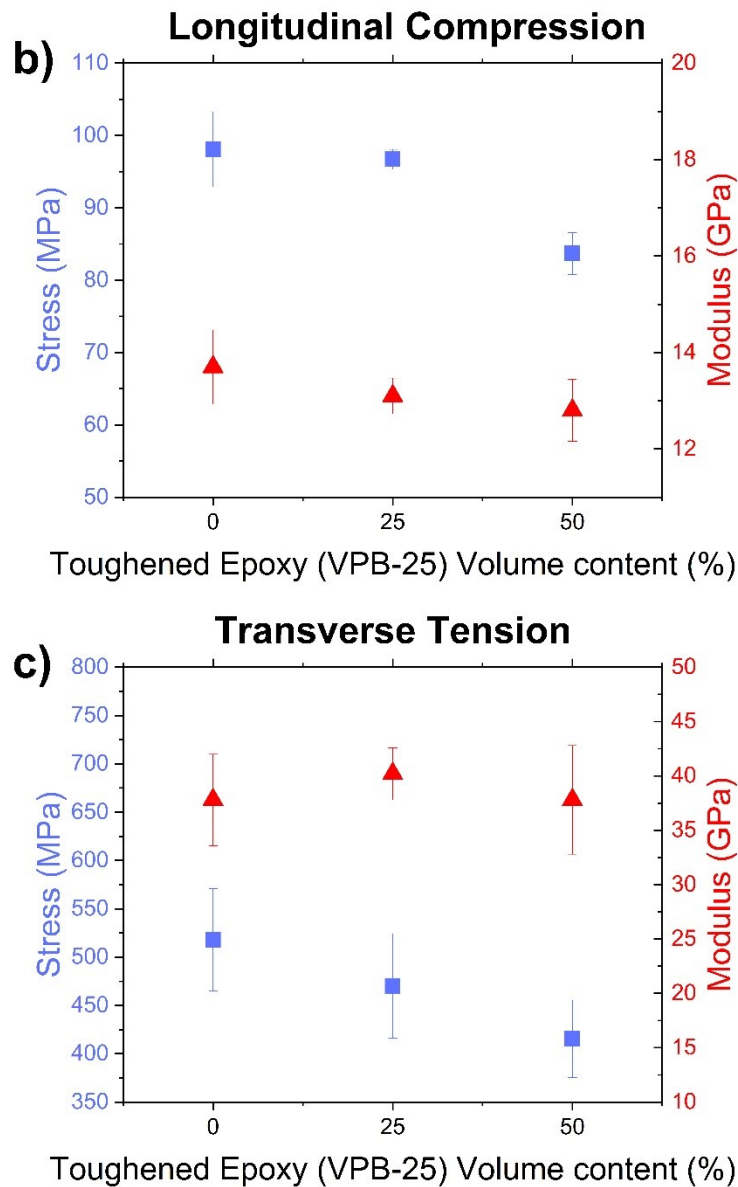 b)
Longitudinal Compression
110
100
90
80
70
60
50
Stress (MPa)
20
18
16
14
12
Modulus (GPa)
0 25 50
Toughened Epoxy (VPB-25) Volume content (%)
c)
Transverse Tension
800
750
700
650
600
550
500
450
400
350
Stress (MPa)
50
45
40
35
30
25
20
15
10
Modulus (GPa)
0 25 50
Toughened Epoxy (VPB-25) Volume content (%)